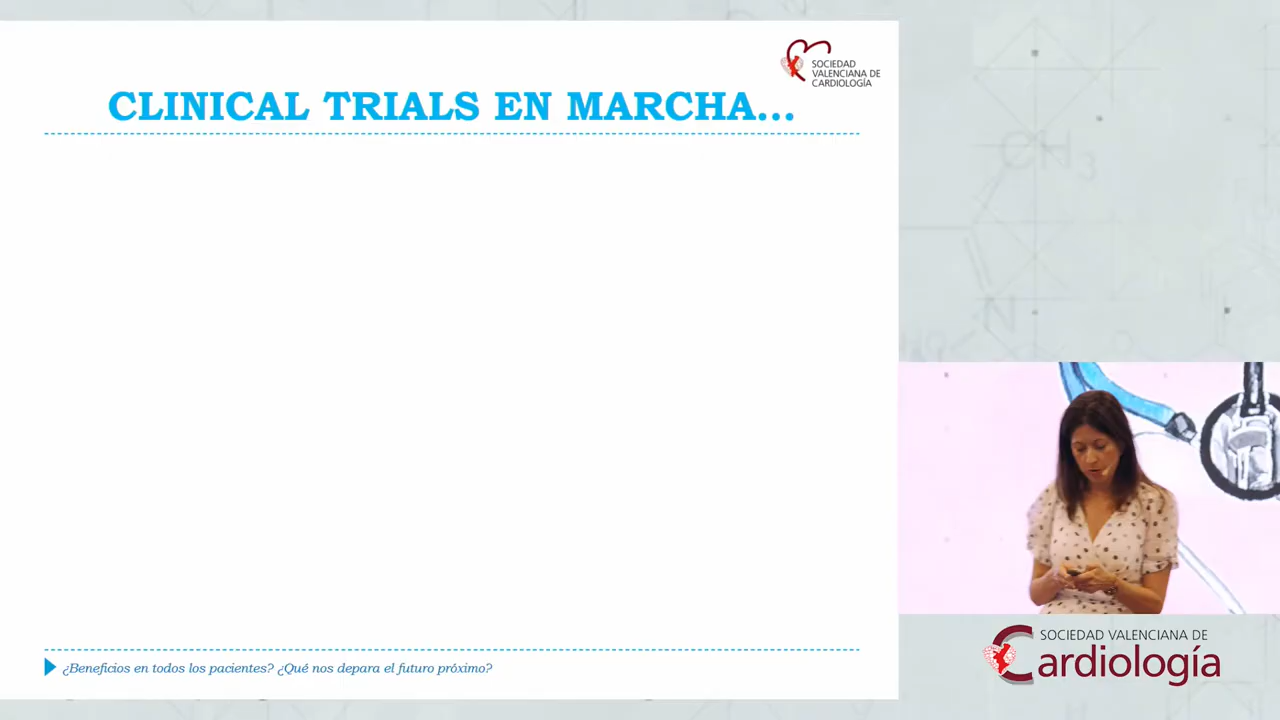 SOCIEDAD
VALENCIANA DE
CARDIOLOGÍA
CLINICAL TRIALS EN MARCHA...
¿Beneficios en todos los pacientes? ¿Qué nos depara el futuro próximo?
CH3
N
SOCIEDAD VALENCIANA DE
Cardiología